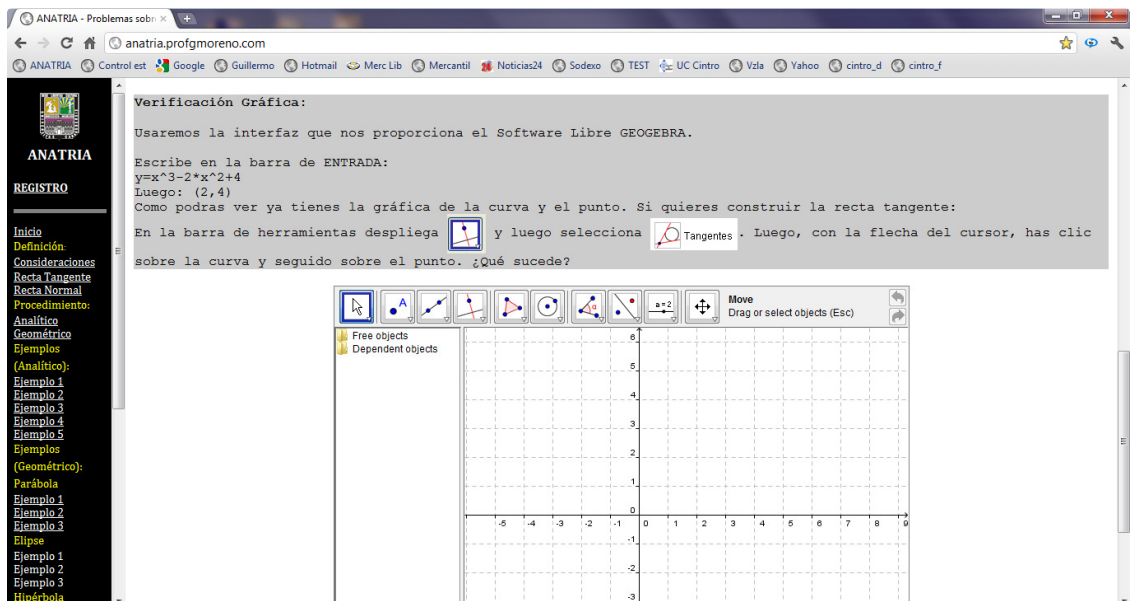 ANATRIA - Problemas sobr
anatria.profgmoreno.com
ANATRIA Control est Google Guillermo Hotmail Merc Lib Mercantil Noticias24 Sodexo TEST UC Cintro Vzla Yahoo cintro_d cintro_f
ANATRIA
REGISTRO
Inicio
Definición:
Consideraciones
Recta Tangente
Recta Normal
Procedimiento:
Analítico
Geométrico
Ejemplos
(Analítico):
Ejemplo 1
Ejemplo 2
Ejemplo 3
Ejemplo 4
Ejemplo 5
Ejemplos
(Geométrico):
Parábola
Ejemplo 1
Ejemplo 2
Ejemplo 3
Elipse
Ejemplo 1
Ejemplo 2
Ejemplo 3
Hipérbola
Verificación Gráfica:
Usaremos la interfaz que nos proporciona el Software Libre GEOGEBRA.
Escribe en la barra de ENTRADA:
y=x^3-2*x^2+4
Luego: (2,4)
Como podras ver ya tienes la gráfica de la curva y el punto. Si quieres construir la recta tangente:
En la barra de herramientas despliega y luego selecciona Tangentes . Luego, con la flecha del cursor, has clic
sobre la curva y seguido sobre el punto. ¿Qué sucede?
A
α
a=2
Move
Drag or select objects (Esc)
Free objects
Dependent objects
6
5
4
3
2
1
0
-5 -4 -3 -2 -1 0 1 2 3 4 5 6 7 8 9
-1
-2
-3